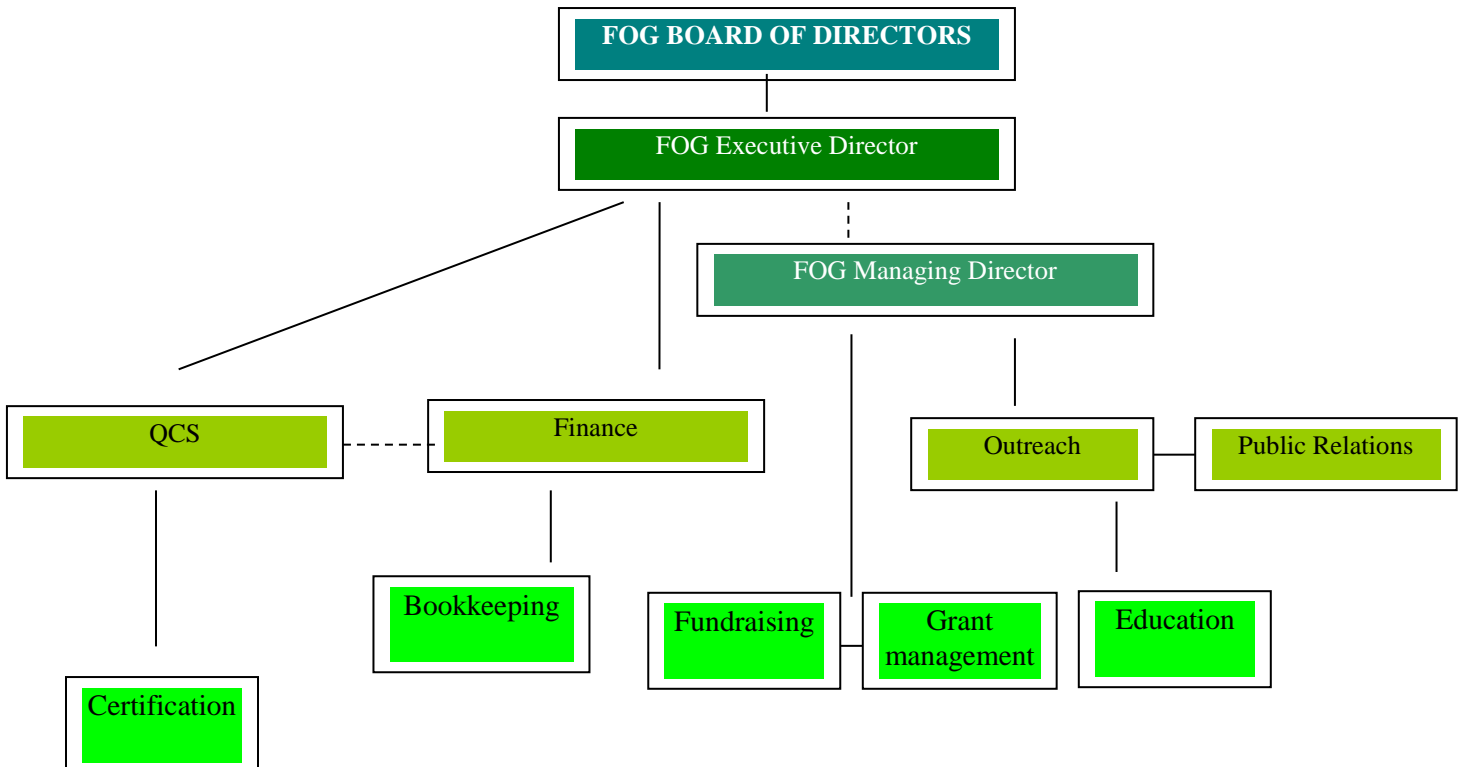 FOG BOARD OF DIRECTORS
FOG Executive Director
FOG Managing Director
QCS
Finance
Outreach
Public Relations
Bookkeeping
Fundraising
Grant
management
Education
Certification